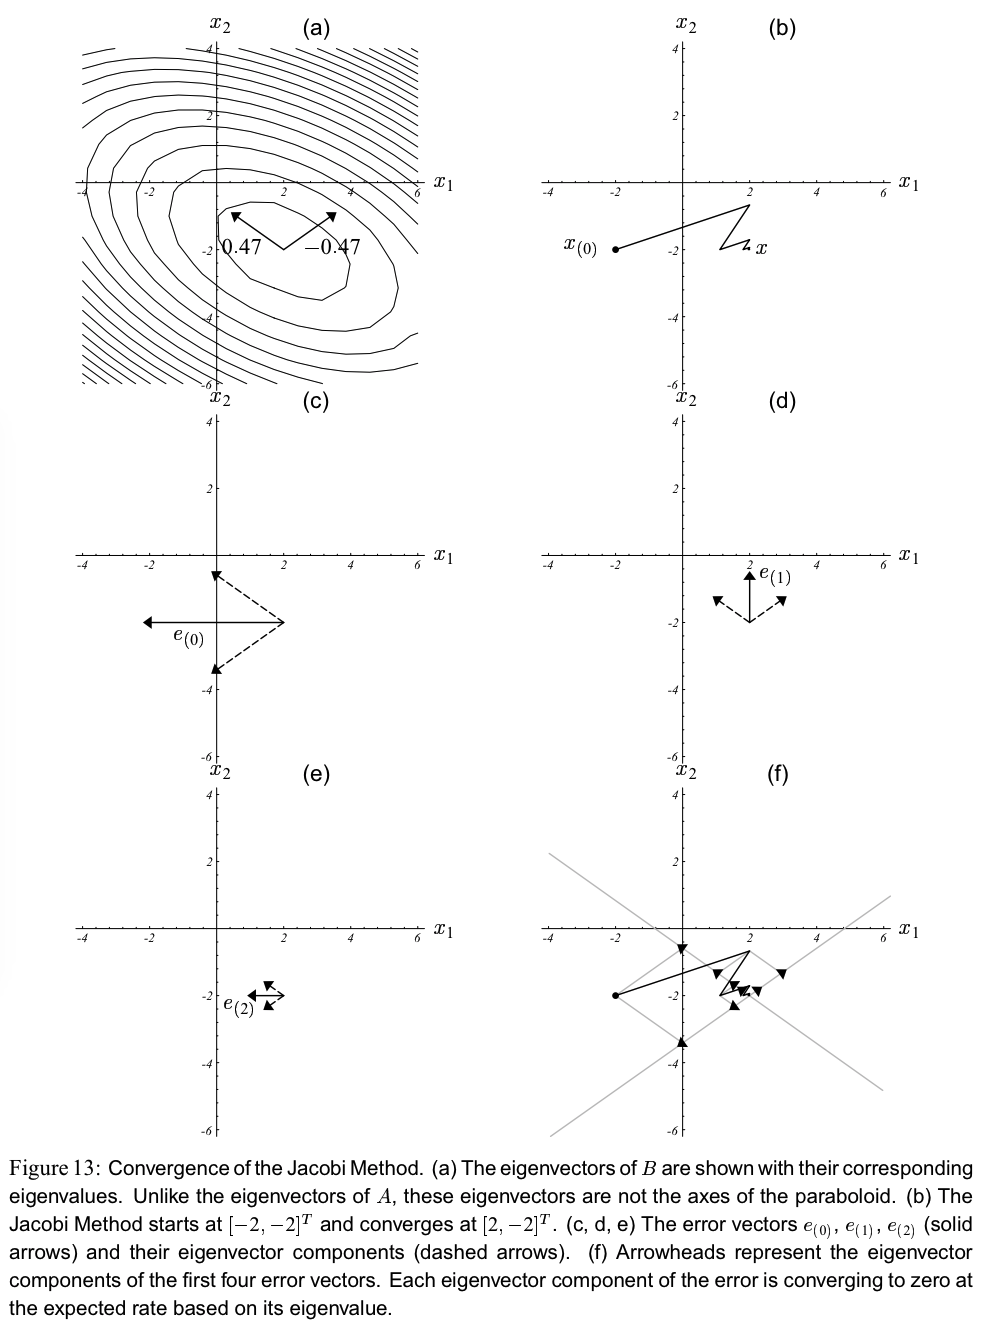 x₂ (a)
4
2
-4 -2 2 4 6 x₁
0.47 -2 −0.47
-4
-6
x₂ (b)
4
2
-4 -2 2 4 6 x₁
x₍₀₎ -2 x
-4
-6
x₂ (c)
4
2
-4 -2 2 4 6 x₁
e₍₀₎
-4
-6
x₂ (d)
4
2
-4 -2 2 4 6 x₁
e₍₁₎
-2
-4
-6
x₂ (e)
4
2
-4 -2 2 4 6 x₁
e₍₂₎ -2
-4
-6
x₂ (f)
4
2
-4 -2 2 4 6 x₁
-2
-4
-6
Figure 13: Convergence of the Jacobi Method. (a) The eigenvectors of B are shown with their corresponding
eigenvalues. Unlike the eigenvectors of A, these eigenvectors are not the axes of the paraboloid. (b) The
Jacobi Method starts at [−2, −2]ᵀ and converges at [2, −2]ᵀ. (c, d, e) The error vectors e₍₀₎, e₍₁₎, e₍₂₎ (solid
arrows) and their eigenvector components (dashed arrows). (f) Arrowheads represent the eigenvector
components of the first four error vectors. Each eigenvector component of the error is converging to zero at
the expected rate based on its eigenvalue.